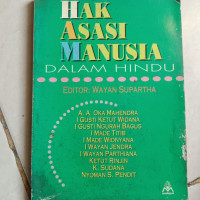 HAK
ASASI
MANUSIA
DALAM HINDU
EDITOR: WAYAN SUPARTHA
A. A. OKA MAHENDRA
I GUSTI KETUT WIDANA
I GUSTI NGURAH BAGUS
I MADE TITIB
I MADE WIDNYANA
I WAYAN JENDRA
I WAYAN PARTHIANA
KETUT RINJIN
K. SUDANA
NYOMAN S. PENDIT